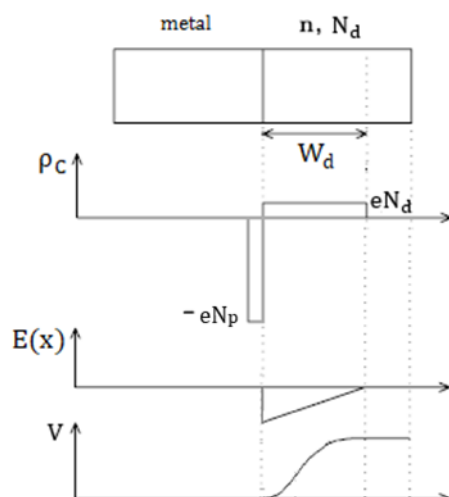 metal n, N_d
W_d
ρ_C
eN_d
- eN_p
E(x)
V